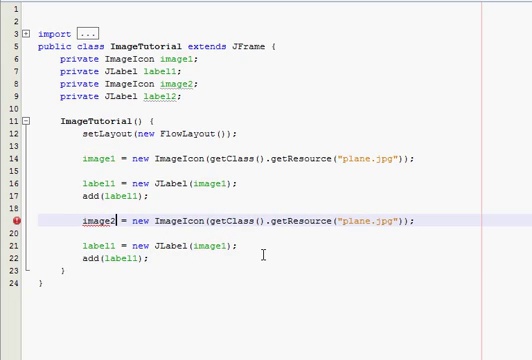 1
2
3 import ...
5 public class ImageTutorial extends JFrame {
6 private ImageIcon image1;
7 private JLabel label1;
8 private ImageIcon image2;
9 private JLabel label2;
10
11 ImageTutorial() {
12 setLayout(new FlowLayout());
13
14 image1 = new ImageIcon(getClass().getResource("plane.jpg"));
15
16 label1 = new JLabel(image1);
17 add(label1);
18
image2 = new ImageIcon(getClass().getResource("plane.jpg"));
20
21 label1 = new JLabel(image1);
22 add(label1);
23 }
24 }